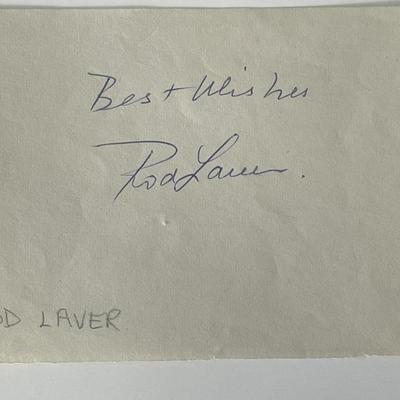 Best Wishes
Rod Laver.
OD LAVER